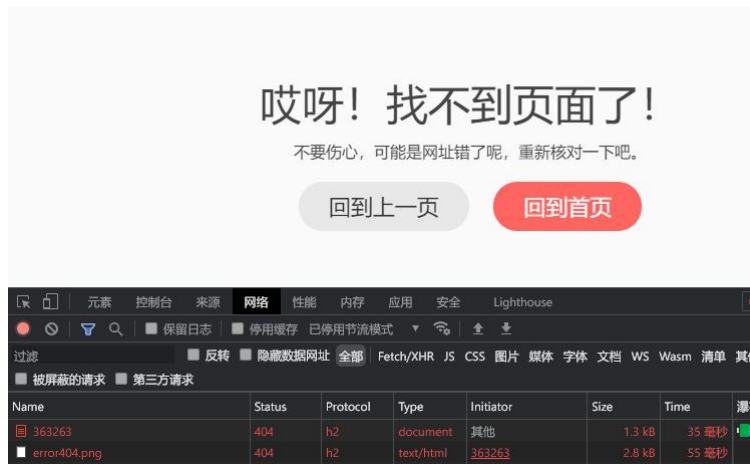 哎呀！找不到页面了！
不要伤心，可能是网址错了呢，重新核对一下吧。
回到上一页 回到首页
元素 控制台 来源 网络 性能 内存 应用 安全 Lighthouse
保留日志 停用缓存 已停用节流模式
过滤 反转 隐藏数据网址 全部 Fetch/XHR JS CSS 图片 媒体 字体 文档 WS Wasm 清单
被屏蔽的请求 第三方请求
Name Status Protocol Type Initiator Size Time
363263 404 h2 document 其他 1.3 kB 35 毫秒
error404.png 404 h2 text/html 363263 2.8 kB 55 毫秒